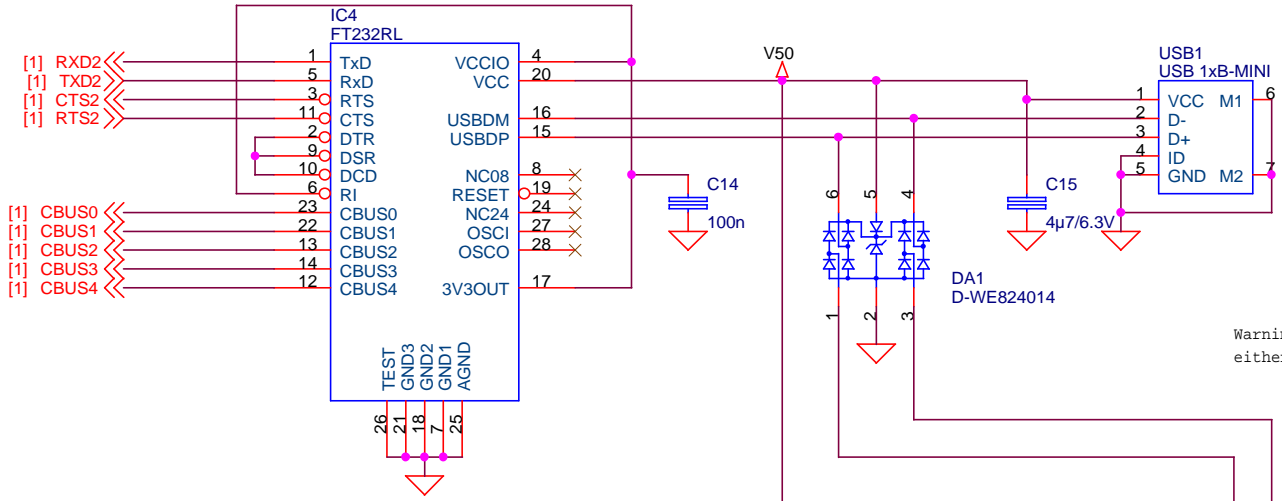 IC4
FT232RL
[1] RXD2
[1] TXD2
[1] CTS2
[1] RTS2
[1] CBUS0
[1] CBUS1
[1] CBUS2
[1] CBUS3
[1] CBUS4
1 TxD
5 RxD
3 RTS
11 CTS
2 DTR
9 DSR
10 DCD
6 RI
23 CBUS0
22 CBUS1
13 CBUS2
14 CBUS3
12 CBUS4
VCCIO 4
VCC 20
USBDM 16
USBDP 15
NC08 8
RESET 19
NC24 24
OSCI 27
OSCO 28
3V3OUT 17
TEST GND3 GND2 GND1 AGND
26 21 18 7 25
C14
100n
V50
6 5 4
DA1
D-WE824014
1 2 3
C15
4µ7/6.3V
USB1
USB 1xB-MINI
1 VCC M1 6
2 D-
3 D+
4 ID
5 GND M2 7